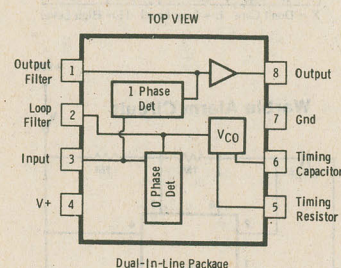 TOP VIEW
Output Filter
1
1 Phase Det
8
Output
Loop Filter
2
7
Gnd
VCO
Input
3
0 Phase Det
6
Timing Capacitor
V+
4
5
Timing Resistor
Dual-In-Line Package